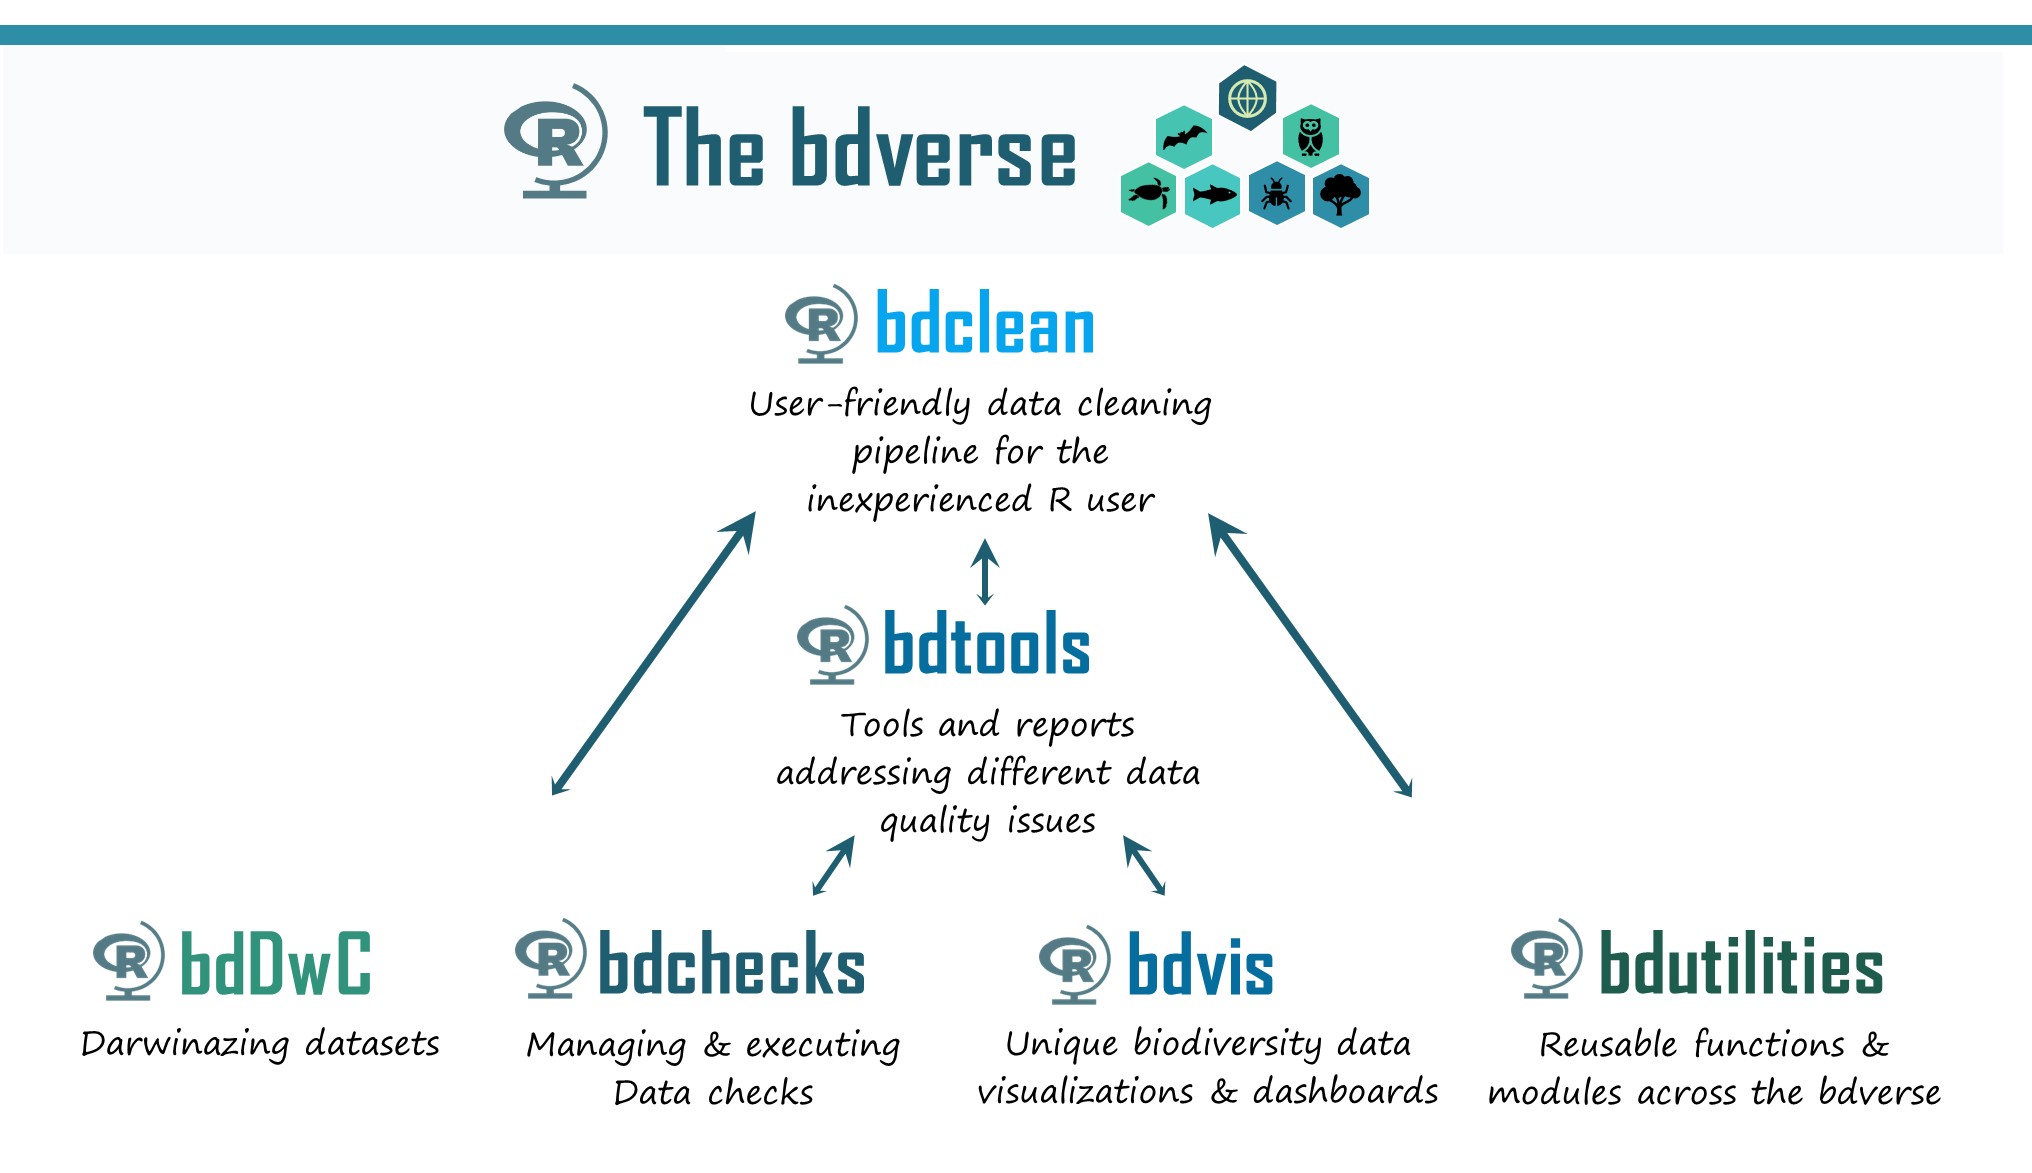 The bdverse
bdclean
User-friendly data cleaning
pipeline for the
inexperienced R user
bdtools
Tools and reports
addressing different data
quality issues
bdDwC
Darwinazing datasets
bdchecks
Managing & executing
Data checks
bdvis
Unique biodiversity data
visualizations & dashboards
bdutilities
Reusable functions &
modules across the bdverse